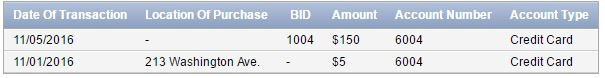 Date Of Transaction Location Of Purchase BID Amount Account Number Account Type
11/05/2016 - 1004 $150 6004 Credit Card
11/01/2016 213 Washington Ave. - $5 6004 Credit Card